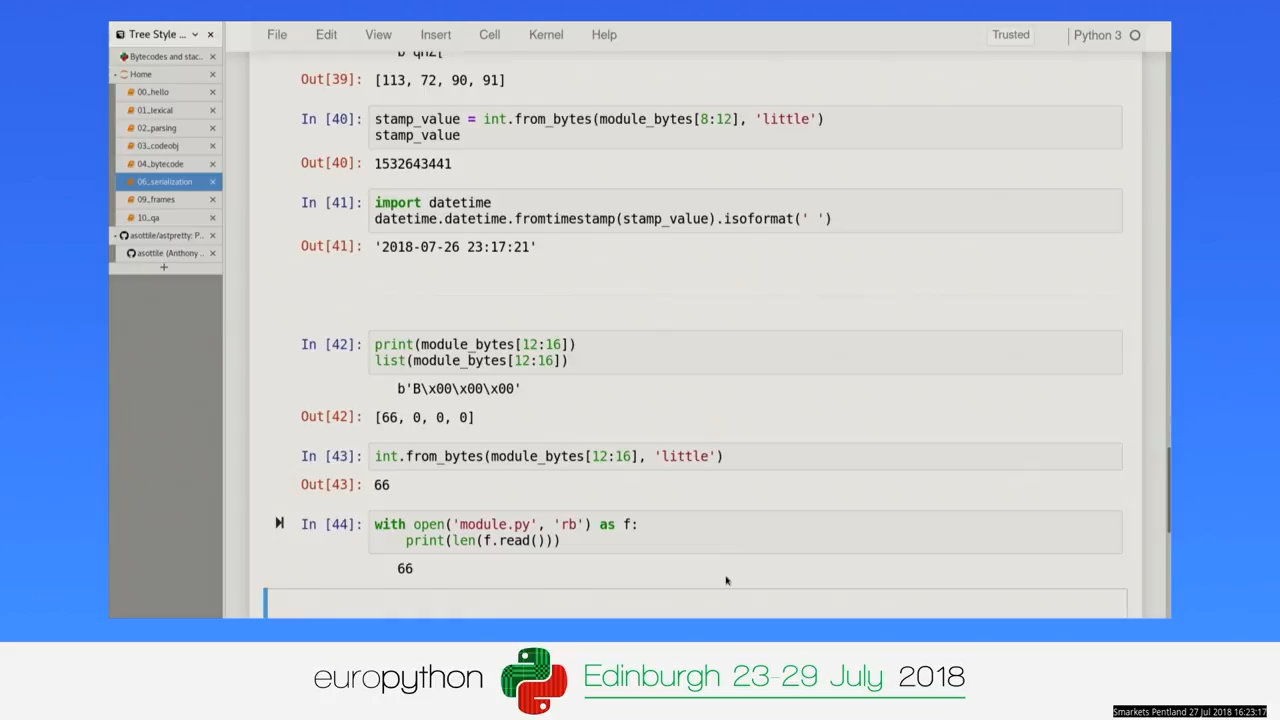 Tree Style ...
File Edit View Insert Cell Kernel Help
Trusted
Python 3
Bytecodes and stac..
Home
00_hello
01_lexical
02_parsing
03_codeobj
04_bytecode
06_serialization
09_frames
10_qa
asottile/astpretty: P..
asottile (Anthony ..
Out[39]: [113, 72, 90, 91]
In [40]: stamp_value = int.from_bytes(module_bytes[8:12], 'little')
stamp_value
Out[40]: 1532643441
In [41]: import datetime
datetime.datetime.fromtimestamp(stamp_value).isoformat(' ')
Out[41]: '2018-07-26 23:17:21'
In [42]: print(module_bytes[12:16])
list(module_bytes[12:16])
b'B\x00\x00\x00'
Out[42]: [66, 0, 0, 0]
In [43]: int.from_bytes(module_bytes[12:16], 'little')
Out[43]: 66
In [44]: with open('module.py', 'rb') as f:
print(len(f.read()))
66
europython Edinburgh 23-29 July 2018
Smarkets Pentland 27 Jul 2018 16:23:17